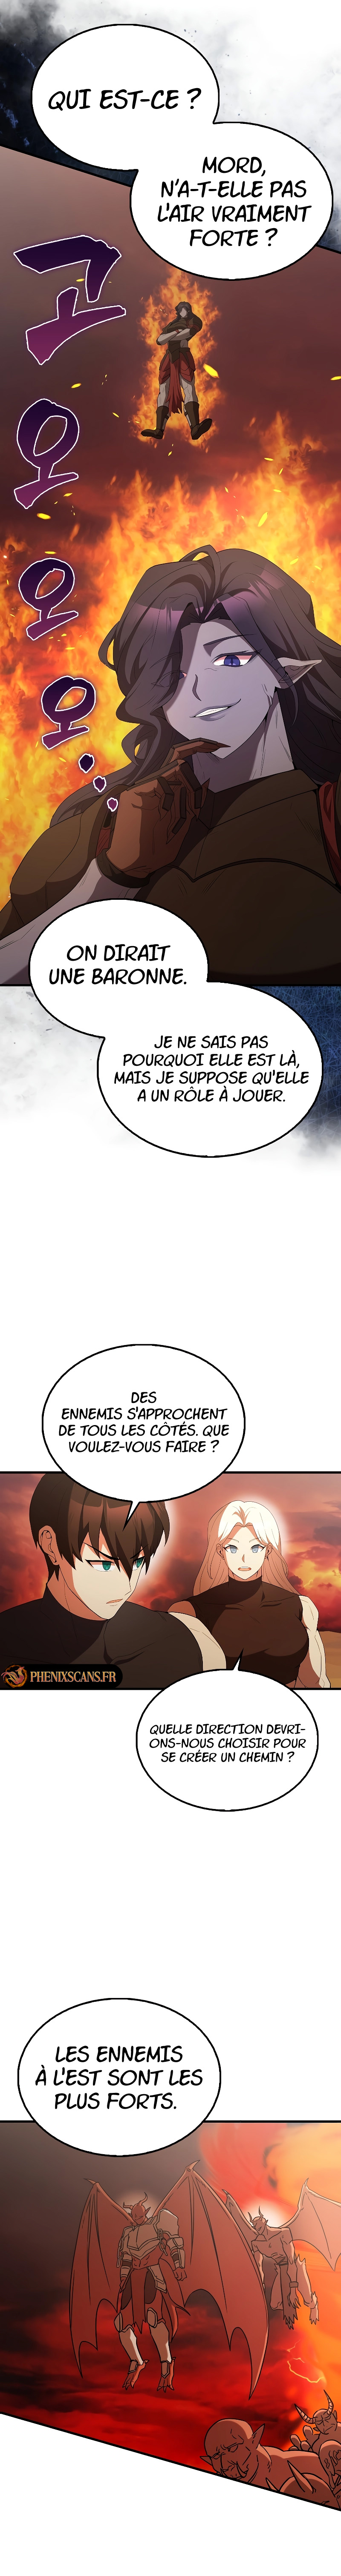 QUI EST-CE ?
MORD,
N'A-T-ELLE PAS
L'AIR VRAIMENT
FORTE ?
고
오
오
오
ON DIRAIT
UNE BARONNE.
JE NE SAIS PAS
POURQUOI ELLE EST LÀ,
MAIS JE SUPPOSE QU'ELLE
A UN RÔLE À JOUER.
DES
ENNEMIS S'APPROCHENT
DE TOUS LES CÔTÉS. QUE
VOULEZ-VOUS FAIRE ?
PHENIXSCANS.FR
QUELLE DIRECTION DEVRI-
ONS-NOUS CHOISIR POUR
SE CRÉER UN CHEMIN ?
LES ENNEMIS
À L'EST SONT LES
PLUS FORTS.